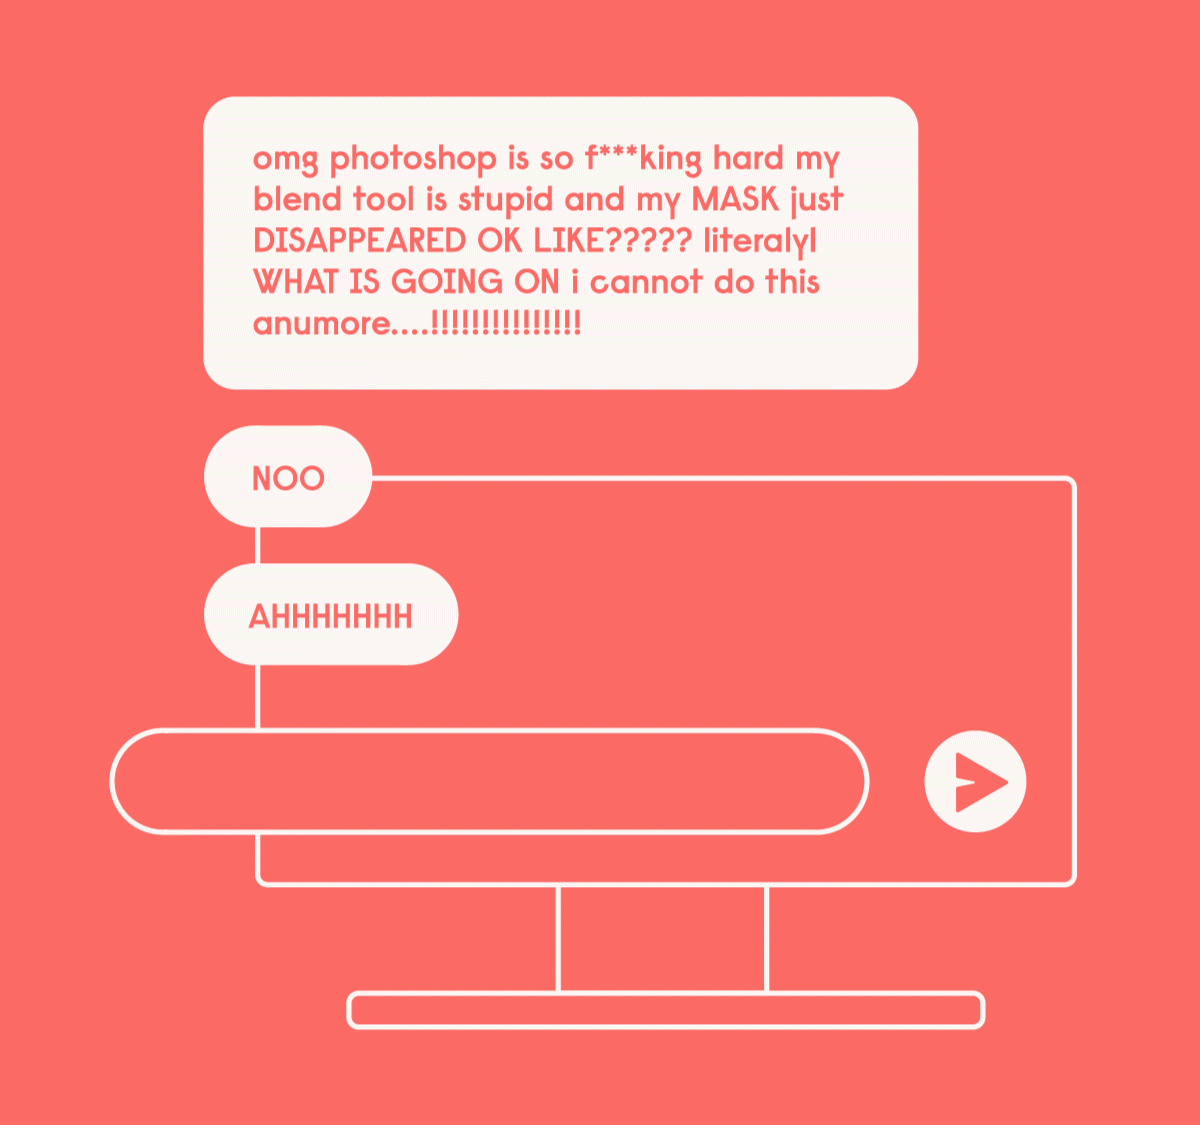 omg photoshop is so f***king hard my
blend tool is stupid and my MASK just
DISAPPEARED OK LIKE????? literalyl
WHAT IS GOING ON i cannot do this
anumore....!!!!!!!!!!!!!!!
NOO
AHHHHHHH